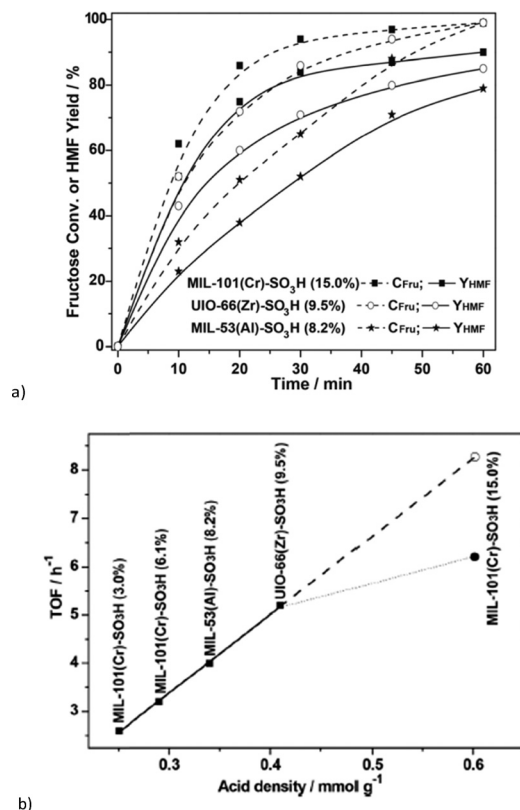 100
80
60
40
20
0
Fructose Conv. or HMF Yield / %
MIL-101(Cr)-SO3H (15.0%) CFru; YHMF
UIO-66(Zr)-SO3H (9.5%) CFru; YHMF
MIL-53(Al)-SO3H (8.2%) CFru; YHMF
0 10 20 30 40 50 60
Time / min
a)
8
7
6
5
4
3
TOF / h-1
MIL-101(Cr)-SO3H (3.0%)
MIL-101(Cr)-SO3H (6.1%)
MIL-53(Al)-SO3H (8.2%)
UIO-66(Zr)-SO3H (9.5%)
MIL-101(Cr)-SO3H (15.0%)
0.3 0.4 0.5 0.6
Acid density / mmol g-1
b)